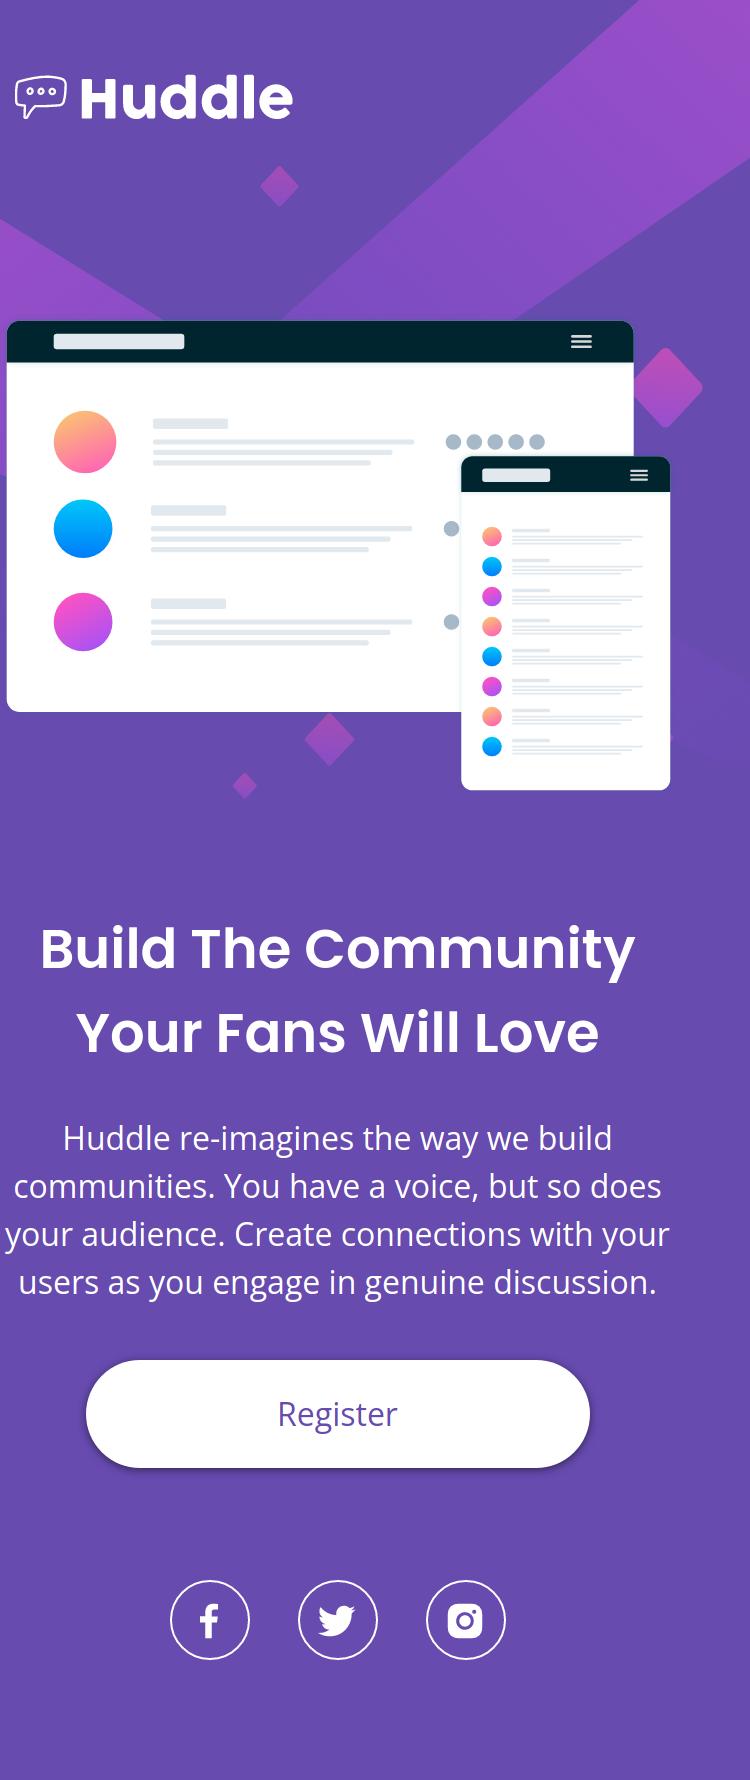 Huddle
Build The Community
Your Fans Will Love
Huddle re-imagines the way we build
communities. You have a voice, but so does
your audience. Create connections with your
users as you engage in genuine discussion.
Register